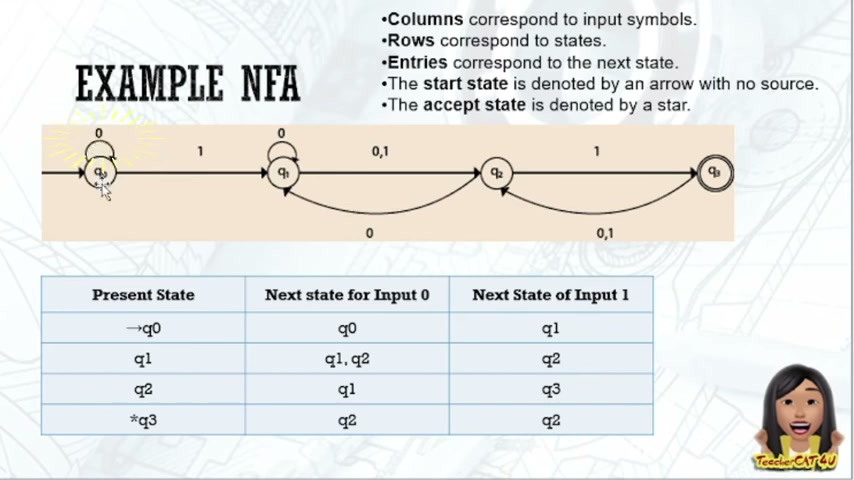 •Columns correspond to input symbols.
•Rows correspond to states.
•Entries correspond to the next state.
•The start state is denoted by an arrow with no source.
•The accept state is denoted by a star.
EXAMPLE NFA
0 0
1 0,1 1
q₁ q₂ q₃
0 0,1
Present State Next state for Input 0 Next State of Input 1
→q0 q0 q1
q1 q1, q2 q2
q2 q1 q3
*q3 q2 q2
TeacherCAT 4U